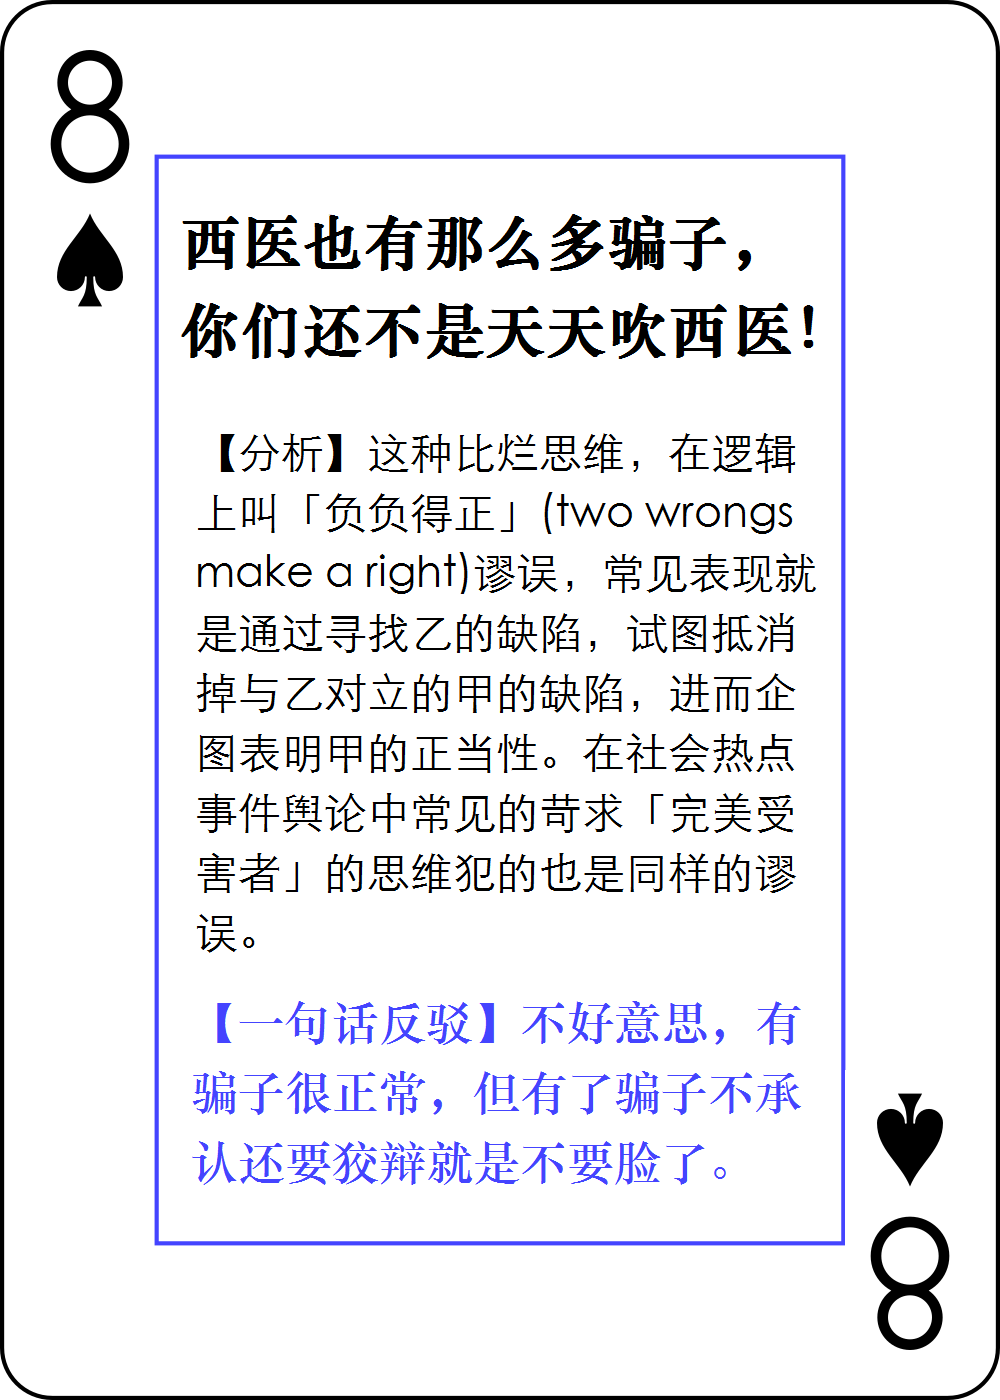 8
西医也有那么多骗子，
你们还不是天天吹西医！
【分析】这种比烂思维，在逻辑
上叫「负负得正」(two wrongs
make a right)谬误，常见表现就
是通过寻找乙的缺陷，试图抵消
掉与乙对立的甲的缺陷，进而企
图表明甲的正当性。在社会热点
事件舆论中常见的苛求「完美受
害者」的思维犯的也是同样的谬
误。
【一句话反驳】不好意思，有
骗子很正常，但有了骗子不承
认还要狡辩就是不要脸了。
8